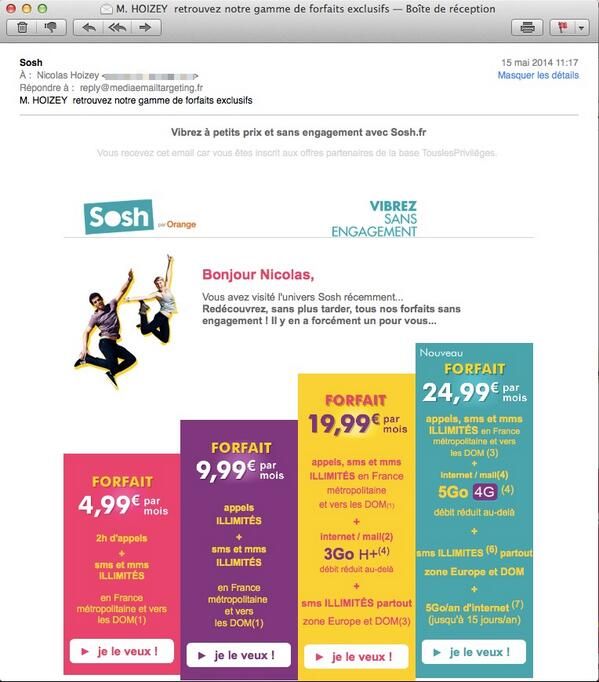 M. HOIZEY retrouvez notre gamme de forfaits exclusifs — Boîte de réception
Sosh
15 mai 2014 11:17
À : Nicolas Hoizey
Masquer les détails
Répondre à : reply@mediaemailtargeting.fr
M. HOIZEY retrouvez notre gamme de forfaits exclusifs
Vibrez à petits prix et sans engagement avec Sosh.fr
Vous recevez cet email car vous êtes inscrit aux offres partenaires de la base TouslesPrivilèges.
Sosh par Orange
VIBREZ
SANS
ENGAGEMENT
Bonjour Nicolas,
Vous avez visité l'univers Sosh récemment...
Redécouvrez, sans plus tarder, tous nos forfaits sans
engagement ! Il y en a forcément un pour vous...
FORFAIT
4,99€ par mois
2h d'appels
+
sms et mms
ILLIMITÉS
en France
métropolitaine et vers
les DOM(1)
► je le veux !
FORFAIT
9,99€ par mois
appels
ILLIMITÉS
+
sms et mms
ILLIMITÉS
en France
métropolitaine
et vers
les DOM(1)
► je le veux !
FORFAIT
19,99€ par mois
appels, sms et mms
ILLIMITÉS en France
métropolitaine
et vers les DOM(1)
+
internet / mail(2)
3Go H+(4)
débit réduit au-delà
+
sms ILLIMITÉS partout
zone Europe et DOM(3)
► je le veux !
Nouveau
FORFAIT
24,99€ par mois
appels, sms et mms
ILLIMITÉS en France
métropolitaine et vers
les DOM (3)
+
internet / mail(4)
5Go 4G (4)
débit réduit au-delà
+
sms ILLIMITES (6) partout
zone Europe et DOM
+
5Go/an d'internet (7)
(jusqu'à 15 jours/an)
► je le veux !